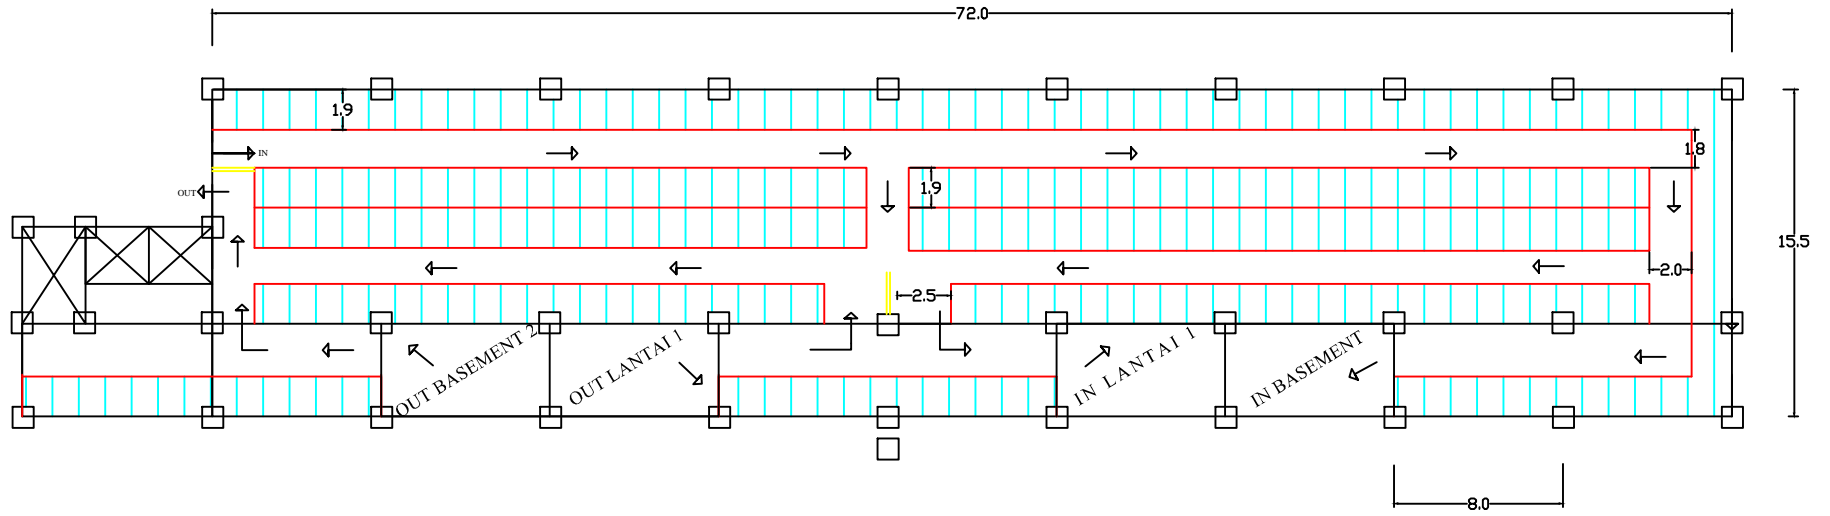 72.0
1.9
IN
1.8
OUT
1.9
15.5
2.0
2.5
OUT BASEMENT 2
OUT LANTAI 1
IN LANTAI 1
IN BASEMENT
8.0